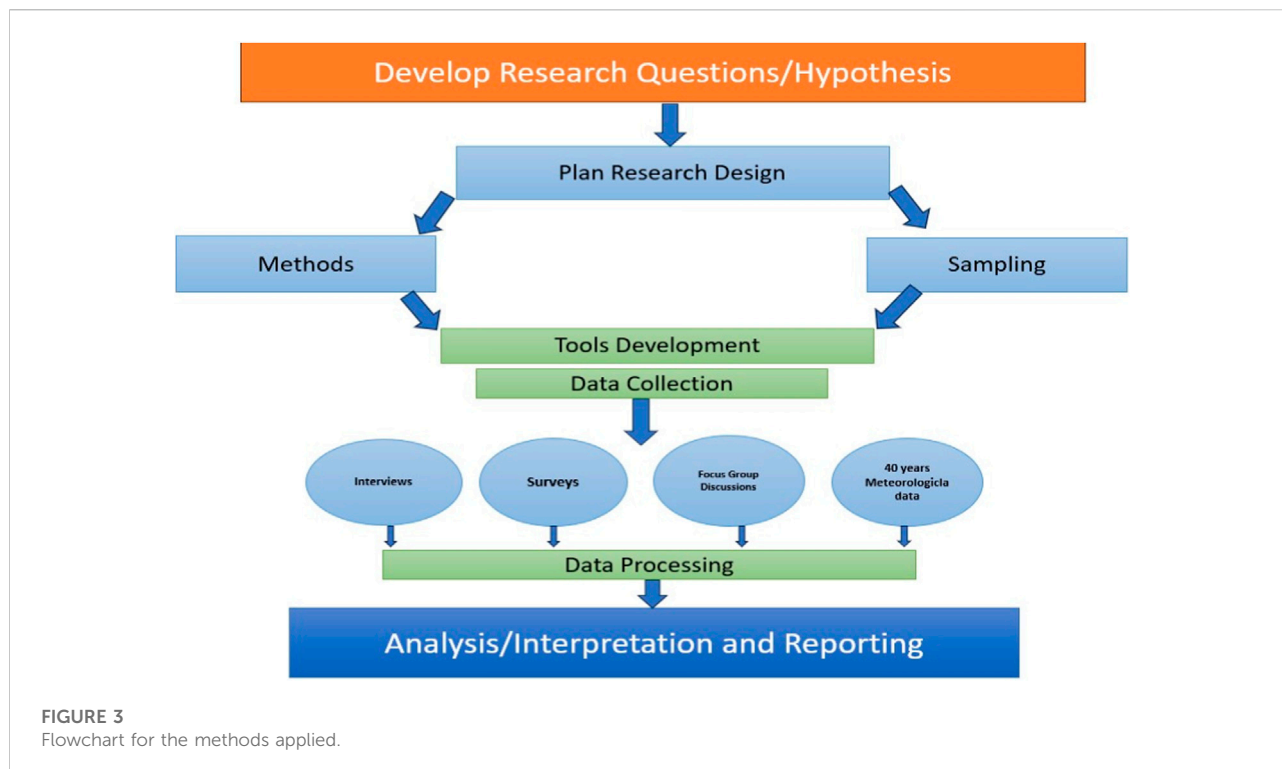 Develop Research Questions/Hypothesis
Plan Research Design
Methods
Sampling
Tools Development
Data Collection
Interviews
Surveys
Focus Group
Discussions
40 years
Meteorologicla
data
Data Processing
Analysis/Interpretation and Reporting
FIGURE 3
Flowchart for the methods applied.